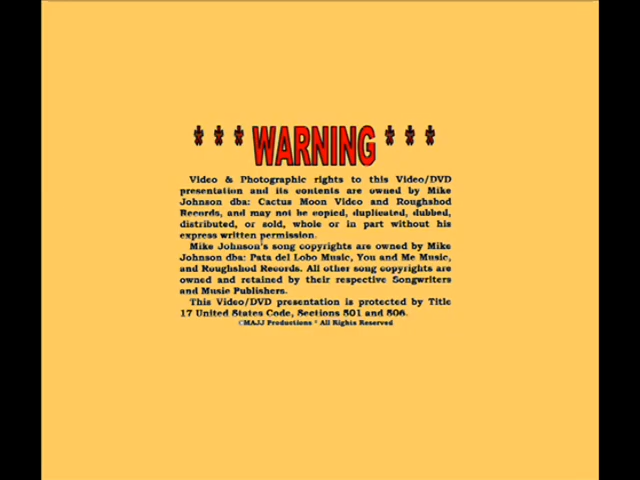 * * * WARNING * * *
Video & Photographic rights to this Video/DVD
presentation and its contents are owned by Mike
Johnson dba: Cactus Moon Video and Roughshod
Records, and may not be copied, duplicated, dubbed,
distributed, or sold, whole or in part without his
express written permission.
Mike Johnson's song copyrights are owned by Mike
Johnson dba: Pata del Lobo Music, You and Me Music,
and Roughshod Records. All other song copyrights are
owned and retained by their respective Songwriters
and Music Publishers.
This Video/DVD presentation is protected by Title
17 United States Code, Sections 501 and 506.
©MAJJ Productions * All Rights Reserved